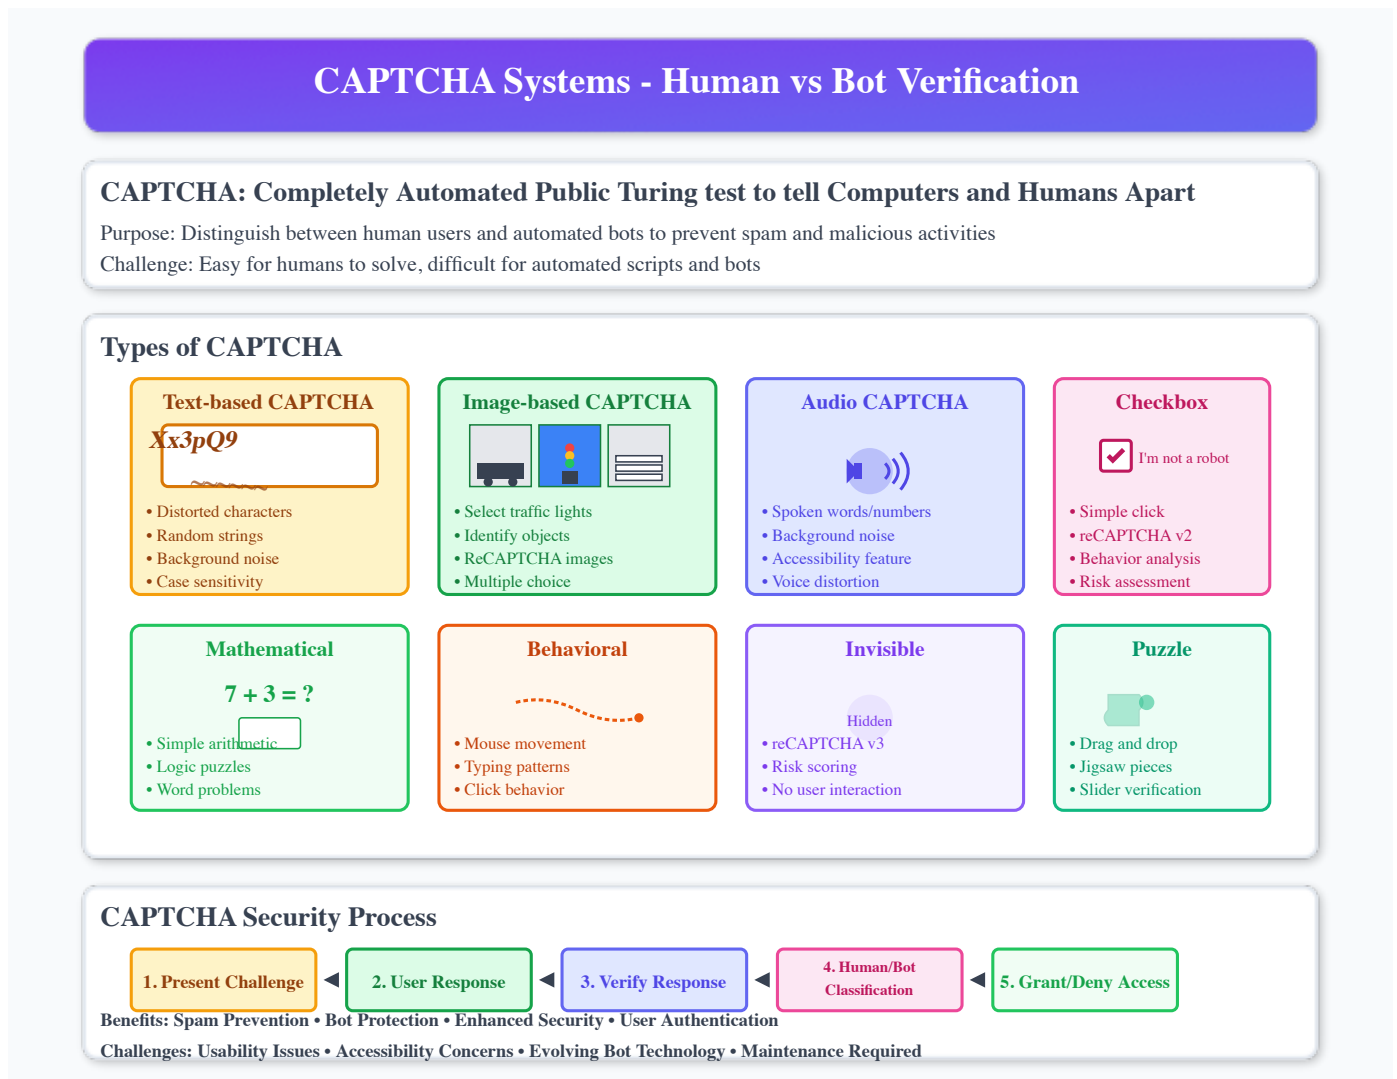 CAPTCHA Systems - Human vs Bot Verification
CAPTCHA: Completely Automated Public Turing test to tell Computers and Humans Apart
Purpose: Distinguish between human users and automated bots to prevent spam and malicious activities
Challenge: Easy for humans to solve, difficult for automated scripts and bots
Types of CAPTCHA
Text-based CAPTCHA
Xx3pQ9
• Distorted characters
• Random strings
• Background noise
• Case sensitivity
Image-based CAPTCHA
• Select traffic lights
• Identify objects
• ReCAPTCHA images
• Multiple choice
Audio CAPTCHA
• Spoken words/numbers
• Background noise
• Accessibility feature
• Voice distortion
Checkbox
I'm not a robot
• Simple click
• reCAPTCHA v2
• Behavior analysis
• Risk assessment
Mathematical
7 + 3 = ?
• Simple arithmetic
• Logic puzzles
• Word problems
Behavioral
• Mouse movement
• Typing patterns
• Click behavior
Invisible
Hidden
• reCAPTCHA v3
• Risk scoring
• No user interaction
Puzzle
• Drag and drop
• Jigsaw pieces
• Slider verification
CAPTCHA Security Process
1. Present Challenge
2. User Response
3. Verify Response
4. Human/Bot
Classification
5. Grant/Deny Access
Benefits: Spam Prevention • Bot Protection • Enhanced Security • User Authentication
Challenges: Usability Issues • Accessibility Concerns • Evolving Bot Technology • Maintenance Required